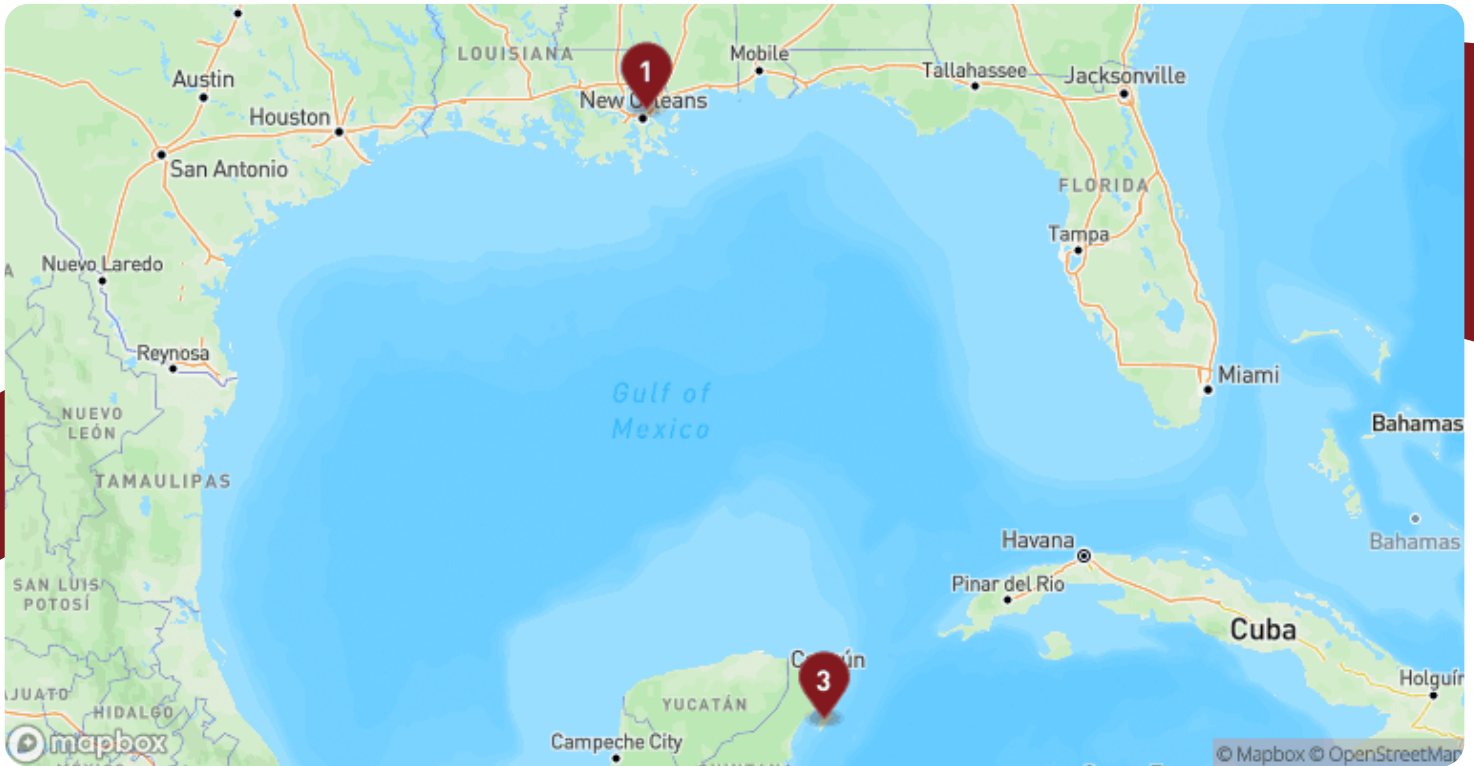 LOUISIANA
Mobile
Austin
1
Tallahassee
Jacksonville
New Orleans
Houston
San Antonio
FLORIDA
Tampa
Nuevo Laredo
Reynosa
Miami
Gulf of
Mexico
NUEVO
LEÓN
Bahamas
TAMAULIPAS
Havana
Bahamas
Pinar del Río
SAN LUIS
POTOSÍ
Cuba
Cancún
3
Holguín
AJUATO
YUCATÁN
HIDALGO
Campeche City
mapbox
© Mapbox © OpenStreetMap